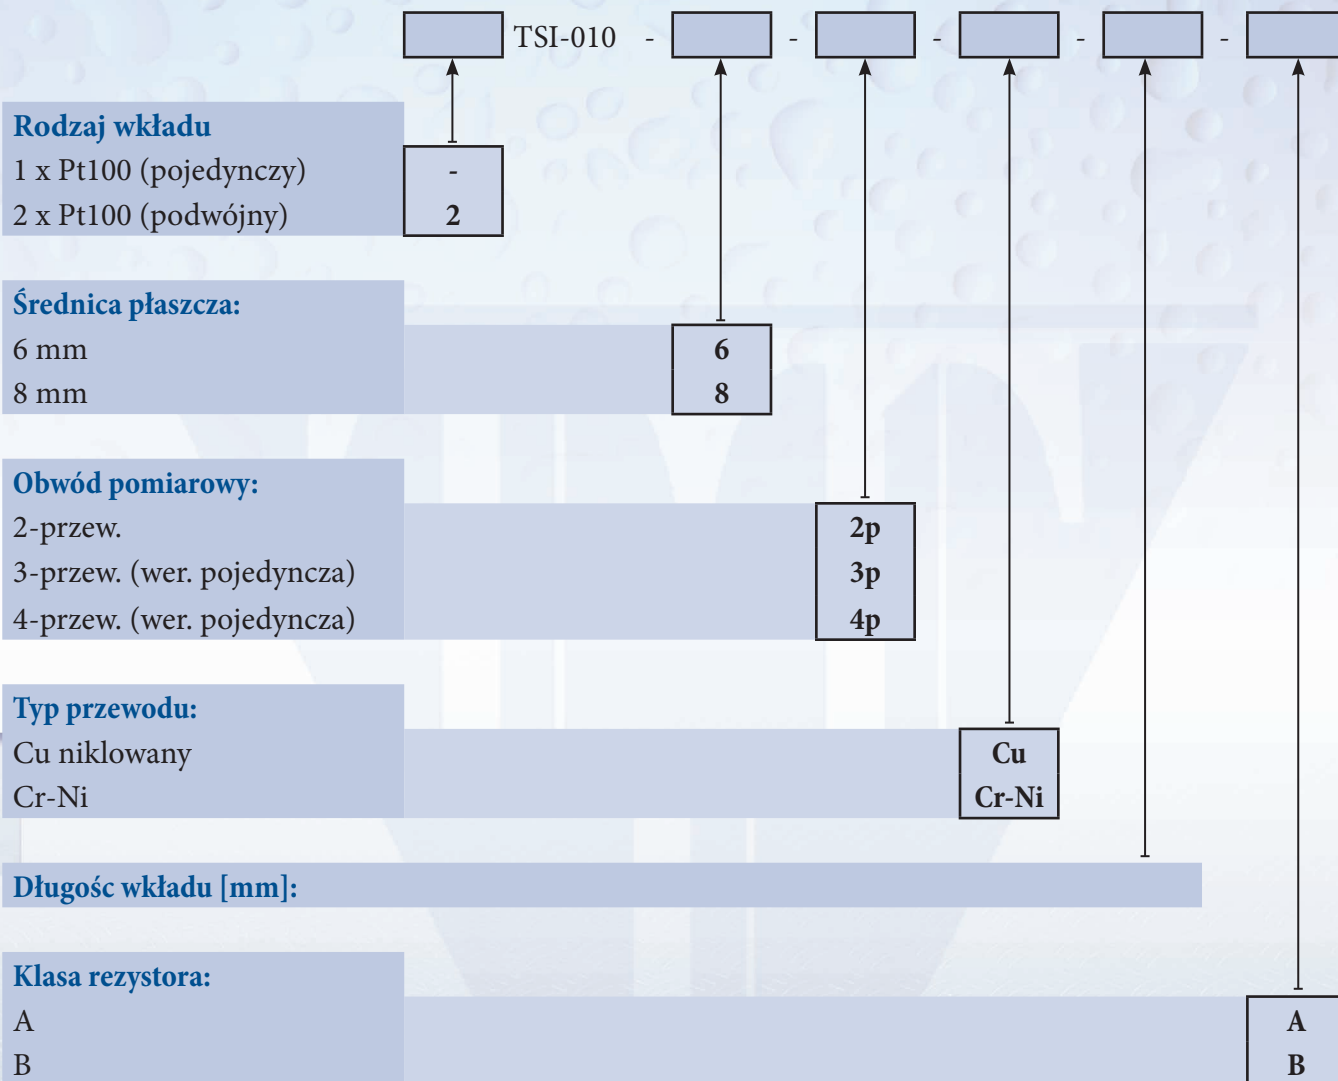 TSI-010 - - - - -
Rodzaj wkładu
1 x Pt100 (pojedynczy) -
2 x Pt100 (podwójny) 2
Średnica płaszcza:
6 mm 6
8 mm 8
Obwód pomiarowy:
2-przew. 2p
3-przew. (wer. pojedyncza) 3p
4-przew. (wer. pojedyncza) 4p
Typ przewodu:
Cu niklowany Cu
Cr-Ni Cr-Ni
Długośc wkładu [mm]:
Klasa rezystora:
A A
B B